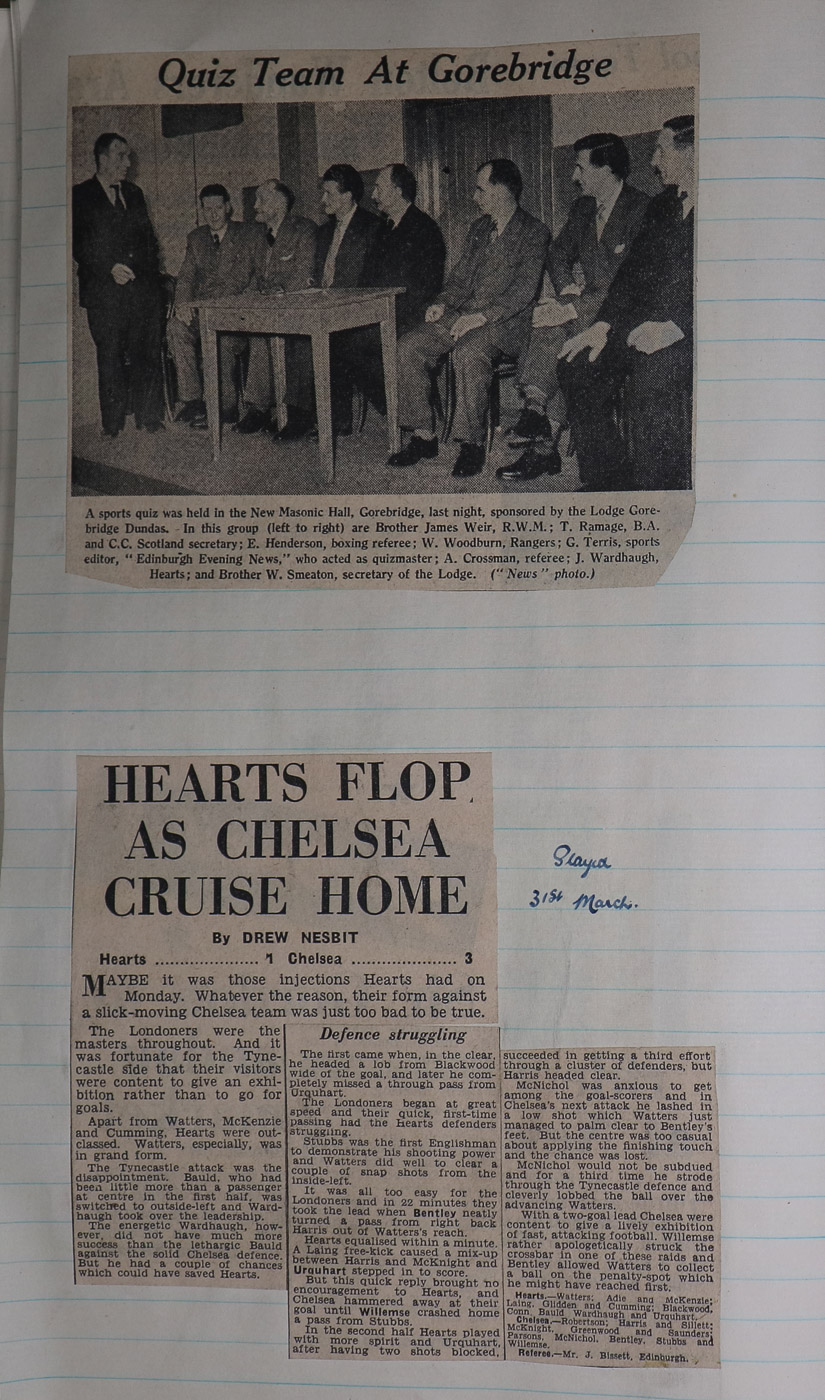 Quiz Team At Gorebridge
A sports quiz was held in the New Masonic Hall, Gorebridge, last night, sponsored by the Lodge Gore-
bridge Dundas. In this group (left to right) are Brother James Weir, R.W.M.; T. Ramage, B.A.
and C.C. Scotland secretary; E. Henderson, boxing referee; W. Woodburn, Rangers; G. Terris, sports
editor, "Edinburgh Evening News," who acted as quizmaster; A. Crossman, referee; J. Wardhaugh,
Hearts; and Brother W. Smeaton, secretary of the Lodge. ("News" photo.)
HEARTS FLOP
AS CHELSEA
CRUISE HOME
Played
31st March.
By DREW NESBIT
Hearts .................... 1 Chelsea .................... 3
MAYBE it was those injections Hearts had on
Monday. Whatever the reason, their form against
a slick-moving Chelsea team was just too bad to be true.
The Londoners were the
masters throughout. And it
was fortunate for the Tyne-
castle side that their visitors
were content to give an exhi-
bition rather than to go for
goals.
Apart from Watters, McKenzie
and Cumming, Hearts were out-
classed. Watters, especially, was
in grand form.
The Tynecastle attack was the
disappointment. Bauld, who had
been little more than a passenger
at centre in the first half, was
switched to outside-left and Ward-
haugh took over the leadership.
The energetic Wardhaugh, how-
ever, did not have much more
success than the lethargic Bauld
against the solid Chelsea defence.
But he had a couple of chances
which could have saved Hearts.
Defence struggling
The first came when, in the clear,
he headed a lob from Blackwood
wide of the goal, and later he com-
pletely missed a through pass from
Urquhart.
The Londoners began at great
speed and their quick, first-time
passing had the Hearts defenders
struggling.
Stubbs was the first Englishman
to demonstrate his shooting power
and Watters did well to clear a
couple of snap shots from the
inside-left.
It was all too easy for the
Londoners and in 22 minutes they
took the lead when Bentley neatly
turned a pass from right back
Harris out of Watters's reach.
Hearts equalised within a minute.
A Laing free-kick caused a mix-up
between Harris and McKnight and
Urquhart stepped in to score.
But this quick reply brought no
encouragement to Hearts, and
Chelsea hammered away at their
goal until Willemse crashed home
a pass from Stubbs.
In the second half Hearts played
with more spirit and Urquhart,
after having two shots blocked,
succeeded in getting a third effort
through a cluster of defenders, but
Harris headed clear.
McNichol was anxious to get
among the goal-scorers and in
Chelsea's next attack he lashed in
a low shot which Watters just
managed to palm clear to Bentley's
feet. But the centre was too casual
about applying the finishing touch
and the chance was lost.
McNichol would not be subdued
and for a third time he strode
through the Tynecastle defence and
cleverly lobbed the ball over the
advancing Watters.
With a two-goal lead Chelsea were
content to give a lively exhibition
of fast, attacking football. Willemse
rather apologetically struck the
crossbar in one of these raids and
Bentley allowed Watters to collect
a ball on the penalty-spot which
he might have reached first.
Hearts.—Watters; Adie and McKenzie;
Laing, Glidden and Cumming; Blackwood,
Conn, Bauld Wardhaugh and Urquhart.
Chelsea.—Robertson; Harris and Sillett;
McKnight, Greenwood and Saunders;
Parsons, McNichol, Bentley, Stubbs and
Willemse.
Referee.—Mr. J. Bissett, Edinburgh.